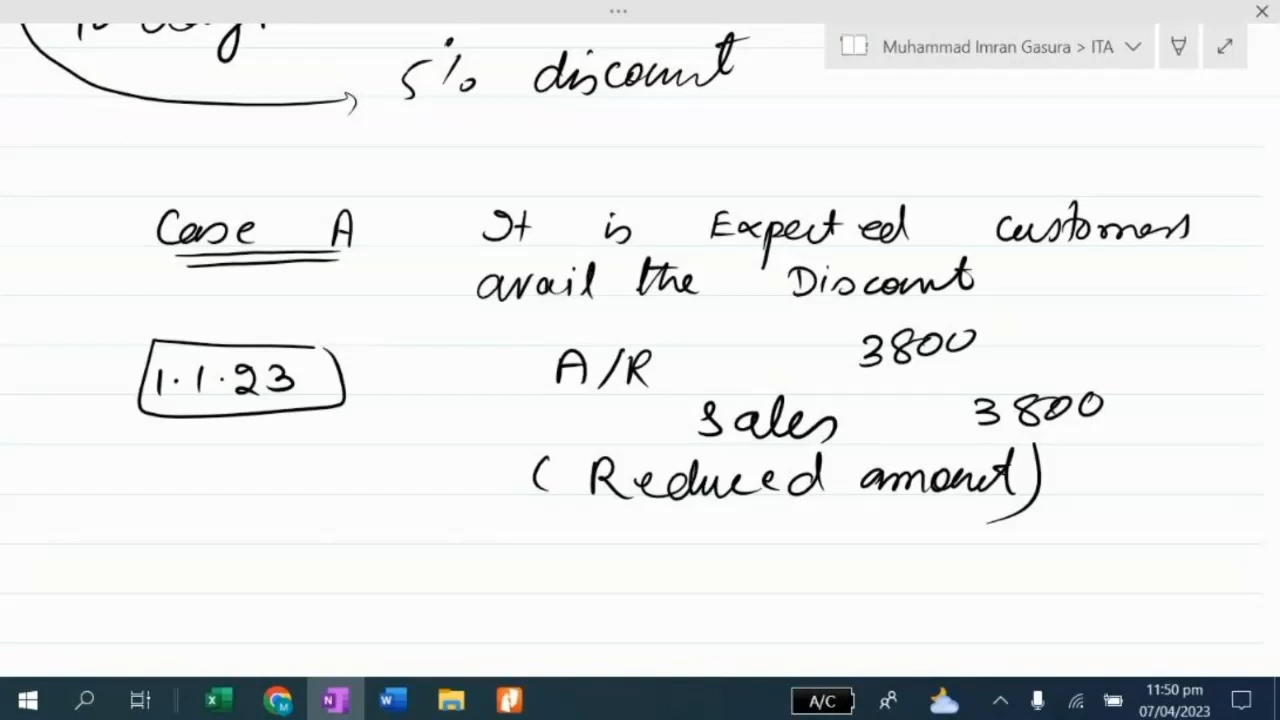 Muhammad Imran Gasura > ITA
5% discount
Case A It is Expected customers
avail the Discount
1.1.23 A/R 3800
Sales 3800
(Reduced amount)
A/C
11:50 pm
07/04/2023